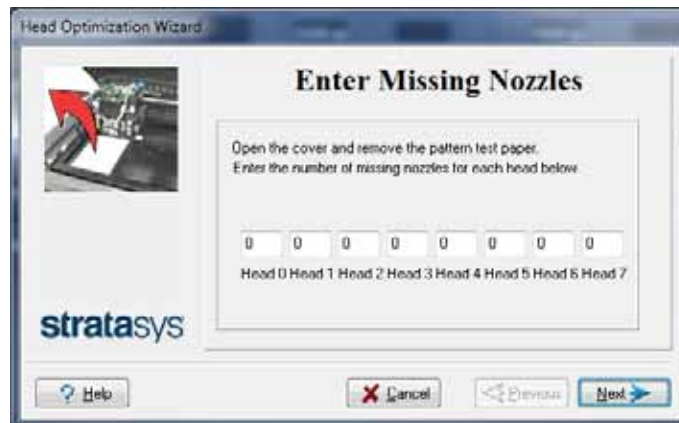 Head Optimization Wizard
Enter Missing Nozzles
Open the cover and remove the pattern test paper.
Enter the number of missing nozzles for each head below
0 0 0 0 0 0 0 0
Head 0 Head 1 Head 2 Head 3 Head 4 Head 5 Head 6 Head 7
stratasys
? Help
Cancel
Previous
Next